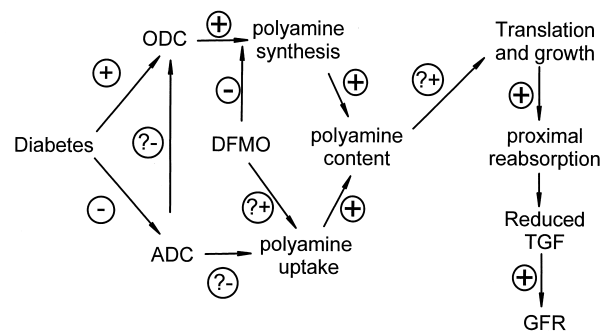 ODC
+
polyamine
synthesis
Translation
and growth
+
-
+
?+
+
Diabetes
?-
DFMO
polyamine
content
proximal
reabsorption
-
?+
+
Reduced
TGF
ADC
?-
polyamine
uptake
+
GFR